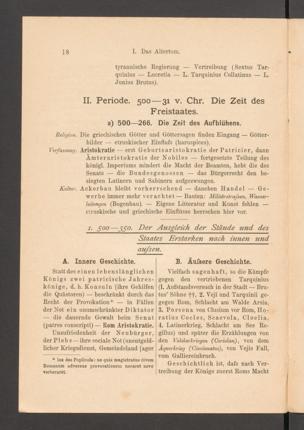 18
I. Das Altertum.
tyrannische Regierung — Vertreibung (Sextus Tar-
quinius — Lucretia — L. Tarquinius Collatinus — L.
Junius Brutus).
II. Periode. 500—31 v. Chr. Die Zeit des
Freistaates.
a) 500—266. Die Zeit des Aufblühens.
Religion. Die griechischen Götter und Göttersagen finden Eingang — Götter-
bilder — etruskischer Einfluß (haruspices).
Verfassung. Aristokratie — erst Geburtsaristokratie der Patrizier, dann
Ämteraristokratie der Nobiles — fortgesetzte Teilung des
königl. Imperiums mindert die Macht der Beamten, hebt die des
Senats — die Bundesgenossen — das Bürgerrecht den be-
siegten Latinern und Sabinern aufgezwungen.
Kultur. Ackerbau bleibt vorherrschend — daneben Handel — Ge-
werbe immer mehr verachtet — Bauten: Militärstraßen, Wasser-
leitungen (Bogenbau). — Eigene Litteratur und Kunst fehlen —
etruskische und griechische Einflüsse herrschen hier vor.
1. 500—350. Der Ausgleich der Stände und des
Staates Erstarken nach innen und
außen.
A. Innere Geschichte.
Statt des einen lebenslänglichen
Königs zwei patrizische Jahres-
könige, d. h. Konsuln (ihre Gehilfen
die Quästoren) — beschränkt durch das
Recht der Provokation* — in Fällen
der Not ein unumschränkter Diktator
— die dauernde Gewalt beim Senat
(patres conscripti) — Rom Aristokratie.
Unzufriedenheit der Neubürger,
der Plebs — ihre soziale Not (unentgeld-
licher Kriegsdienst, Gemeindeland [ager
* lex des Poplicola: ne quis magistratus civem
Romanum adversus provocationem necaret neve
verberaret.
B. Äußere Geschichte.
Vielfach sagenhaft, so die Kämpfe
gegen den vertriebenen Tarquinius
(1. Aufstandsversuch in der Stadt — Bru-
tus' Söhne ††, 2. Veji und Tarquinii ge-
gen Rom, Schlacht am Walde Arsia,
3. Porsena von Clusium vor Rom, Ho-
ratius Cocles, Scaevola, Cloelia,
4. Latinerkrieg, Schlacht am See Re-
gillus) und später die Erzählungen von
den Volskerkriegen (Coriolan), von dem
Äquerkrieg (Cincinnatus), von Vejis Fall,
vom Galliereinbruch.
Geschichtlich ist, daß nach Ver-
treibung der Könige zuerst Roms Macht